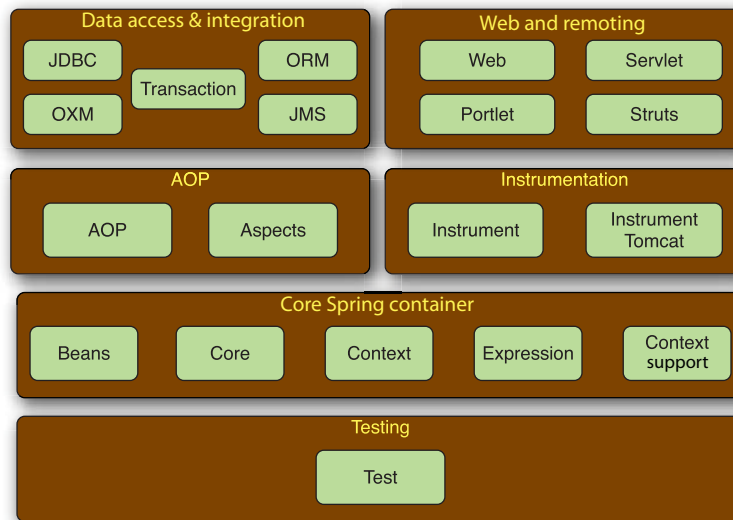 Data access & integration
JDBC
ORM
Transaction
OXM
JMS
Web and remoting
Web
Servlet
Portlet
Struts
AOP
AOP
Aspects
Instrumentation
Instrument
Instrument
Tomcat
Core Spring container
Beans
Core
Context
Expression
Context
support
Testing
Test